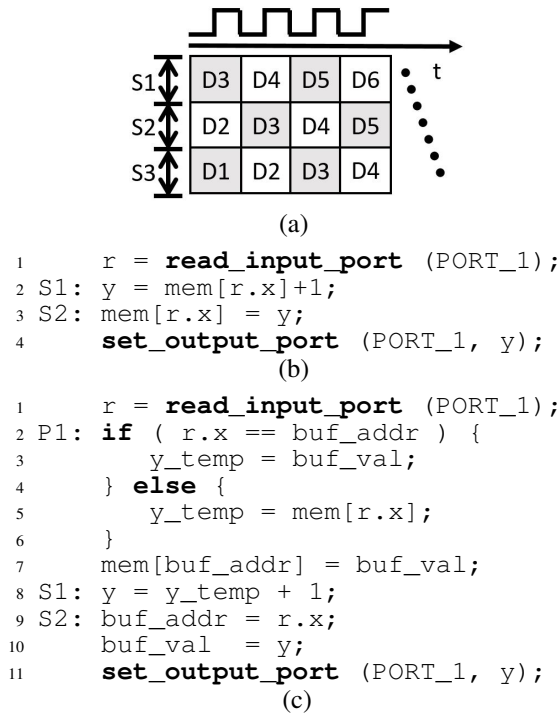 t
S1 D3 D4 D5 D6
S2 D2 D3 D4 D5
S3 D1 D2 D3 D4
(a)
1 r = read_input_port (PORT_1);
2 S1: y = mem[r.x]+1;
3 S2: mem[r.x] = y;
4 set_output_port (PORT_1, y);
(b)
1 r = read_input_port (PORT_1);
2 P1: if ( r.x == buf_addr ) {
3 y_temp = buf_val;
4 } else {
5 y_temp = mem[r.x];
6 }
7 mem[buf_addr] = buf_val;
8 S1: y = y_temp + 1;
9 S2: buf_addr = r.x;
10 buf_val = y;
11 set_output_port (PORT_1, y);
(c)